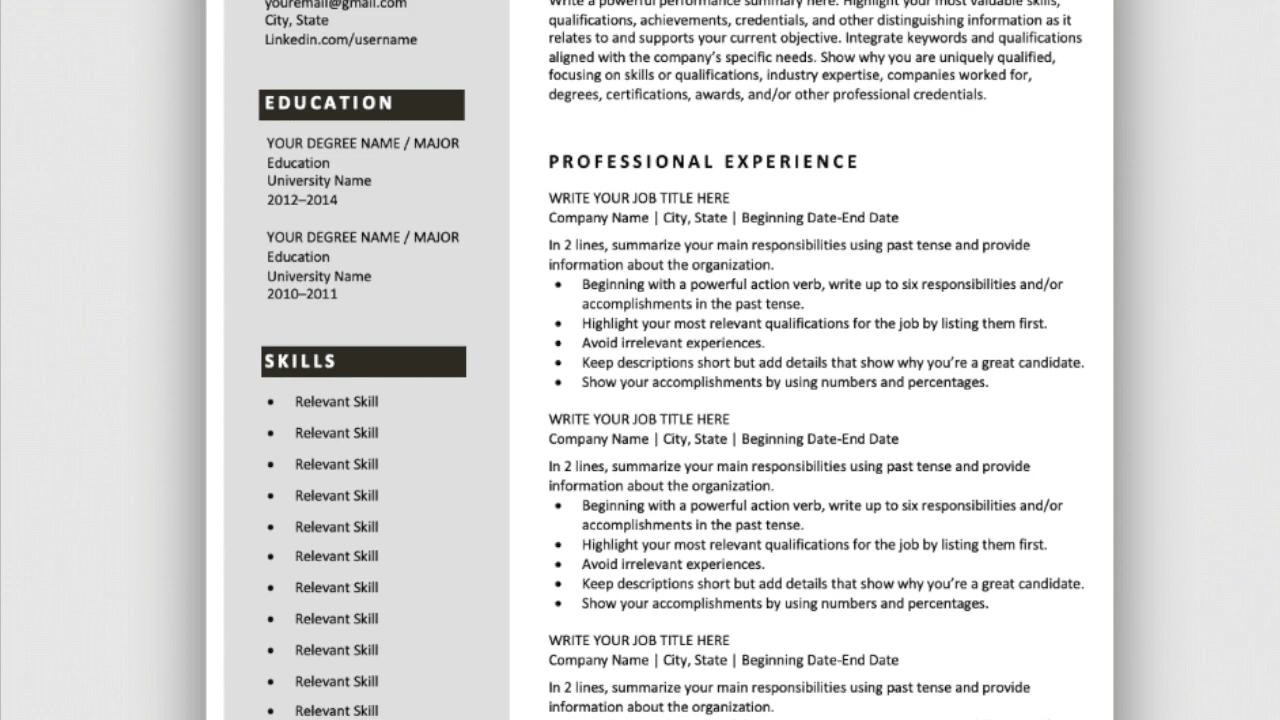 youremail@gmail.com
City, State
Linkedin.com/username
EDUCATION
YOUR DEGREE NAME / MAJOR
Education
University Name
2012–2014
YOUR DEGREE NAME / MAJOR
Education
University Name
2010–2011
SKILLS
• Relevant Skill
• Relevant Skill
• Relevant Skill
• Relevant Skill
• Relevant Skill
• Relevant Skill
• Relevant Skill
• Relevant Skill
• Relevant Skill
• Relevant Skill
• Relevant Skill
Write a powerful performance summary here. Highlight your most valuable skills,
qualifications, achievements, credentials, and other distinguishing information as it
relates to and supports your current objective. Integrate keywords and qualifications
aligned with the company’s specific needs. Show why you are uniquely qualified,
focusing on skills or qualifications, industry expertise, companies worked for,
degrees, certifications, awards, and/or other professional credentials.
PROFESSIONAL EXPERIENCE
WRITE YOUR JOB TITLE HERE
Company Name | City, State | Beginning Date-End Date
In 2 lines, summarize your main responsibilities using past tense and provide
information about the organization.
• Beginning with a powerful action verb, write up to six responsibilities and/or
accomplishments in the past tense.
• Highlight your most relevant qualifications for the job by listing them first.
• Avoid irrelevant experiences.
• Keep descriptions short but add details that show why you’re a great candidate.
• Show your accomplishments by using numbers and percentages.
WRITE YOUR JOB TITLE HERE
Company Name | City, State | Beginning Date-End Date
In 2 lines, summarize your main responsibilities using past tense and provide
information about the organization.
• Beginning with a powerful action verb, write up to six responsibilities and/or
accomplishments in the past tense.
• Highlight your most relevant qualifications for the job by listing them first.
• Avoid irrelevant experiences.
• Keep descriptions short but add details that show why you’re a great candidate.
• Show your accomplishments by using numbers and percentages.
WRITE YOUR JOB TITLE HERE
Company Name | City, State | Beginning Date-End Date
In 2 lines, summarize your main responsibilities using past tense and provide
information about the organization.